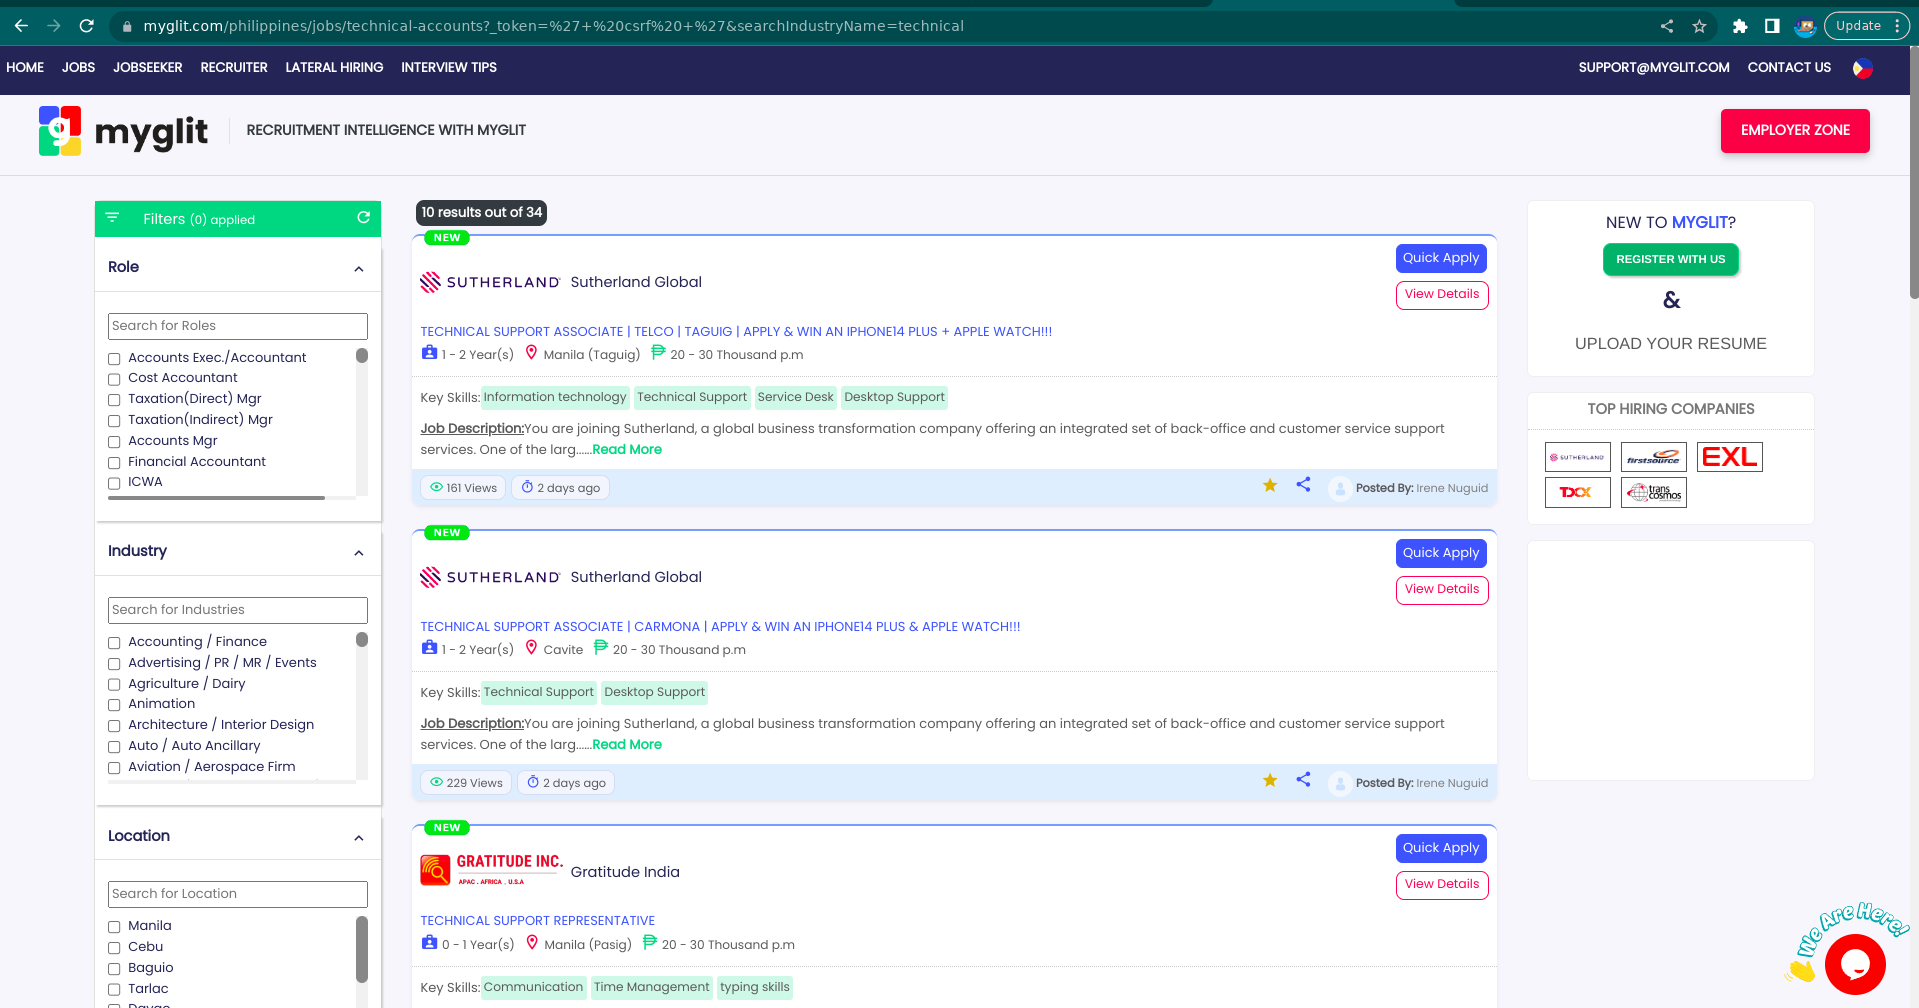 myglit.com/philippines/jobs/technical-accounts?_token=%27+%20csrf%20+%27&searchIndustryName=technical
Update
HOME JOBS JOBSEEKER RECRUITER LATERAL HIRING INTERVIEW TIPS SUPPORT@MYGLIT.COM CONTACT US
g myglit RECRUITMENT INTELLIGENCE WITH MYGLIT EMPLOYER ZONE
Filters (0) applied
Role
Search for Roles
Accounts Exec./Accountant
Cost Accountant
Taxation(Direct) Mgr
Taxation(Indirect) Mgr
Accounts Mgr
Financial Accountant
ICWA
Industry
Search for Industries
Accounting / Finance
Advertising / PR / MR / Events
Agriculture / Dairy
Animation
Architecture / Interior Design
Auto / Auto Ancillary
Aviation / Aerospace Firm
Location
Search for Location
Manila
Cebu
Baguio
Tarlac
Davao
10 results out of 34
NEW
SUTHERLAND Sutherland Global
Quick Apply
View Details
TECHNICAL SUPPORT ASSOCIATE | TELCO | TAGUIG | APPLY & WIN AN IPHONE14 PLUS + APPLE WATCH!!!
1 - 2 Year(s) Manila (Taguig) 20 - 30 Thousand p.m
Key Skills: Information technology Technical Support Service Desk Desktop Support
Job Description:You are joining Sutherland, a global business transformation company offering an integrated set of back-office and customer service support
services. One of the larg......Read More
161 Views 2 days ago Posted By: Irene Nuguid
NEW
SUTHERLAND Sutherland Global
Quick Apply
View Details
TECHNICAL SUPPORT ASSOCIATE | CARMONA | APPLY & WIN AN IPHONE14 PLUS & APPLE WATCH!!!
1 - 2 Year(s) Cavite 20 - 30 Thousand p.m
Key Skills: Technical Support Desktop Support
Job Description:You are joining Sutherland, a global business transformation company offering an integrated set of back-office and customer service support
services. One of the larg......Read More
229 Views 2 days ago Posted By: Irene Nuguid
NEW
GRATITUDE INC.
APAC . AFRICA . U.S.A
Gratitude India
Quick Apply
View Details
TECHNICAL SUPPORT REPRESENTATIVE
0 - 1 Year(s) Manila (Pasig) 20 - 30 Thousand p.m
Key Skills: Communication Time Management typing skills
NEW TO MYGLIT?
REGISTER WITH US
&
UPLOAD YOUR RESUME
TOP HIRING COMPANIES
SUTHERLAND firstsource EXL
TDCX trans cosmos
We Are Here!